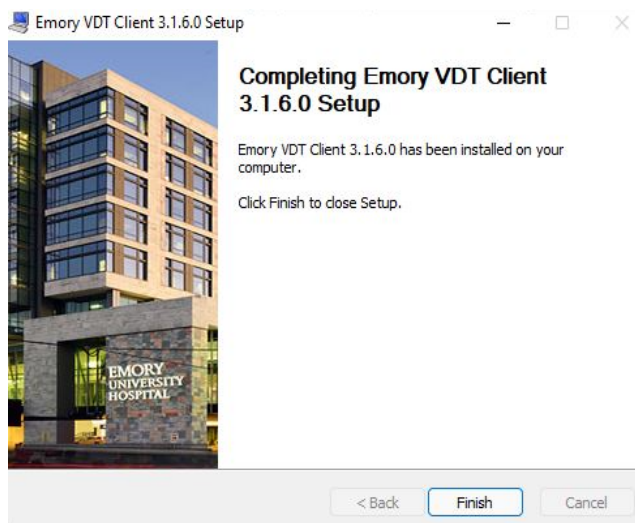 Emory VDT Client 3.1.6.0 Setup
Completing Emory VDT Client
3.1.6.0 Setup
Emory VDT Client 3.1.6.0 has been installed on your
computer.
Click Finish to close Setup.
EMORY
UNIVERSITY
HOSPITAL
< Back
Finish
Cancel